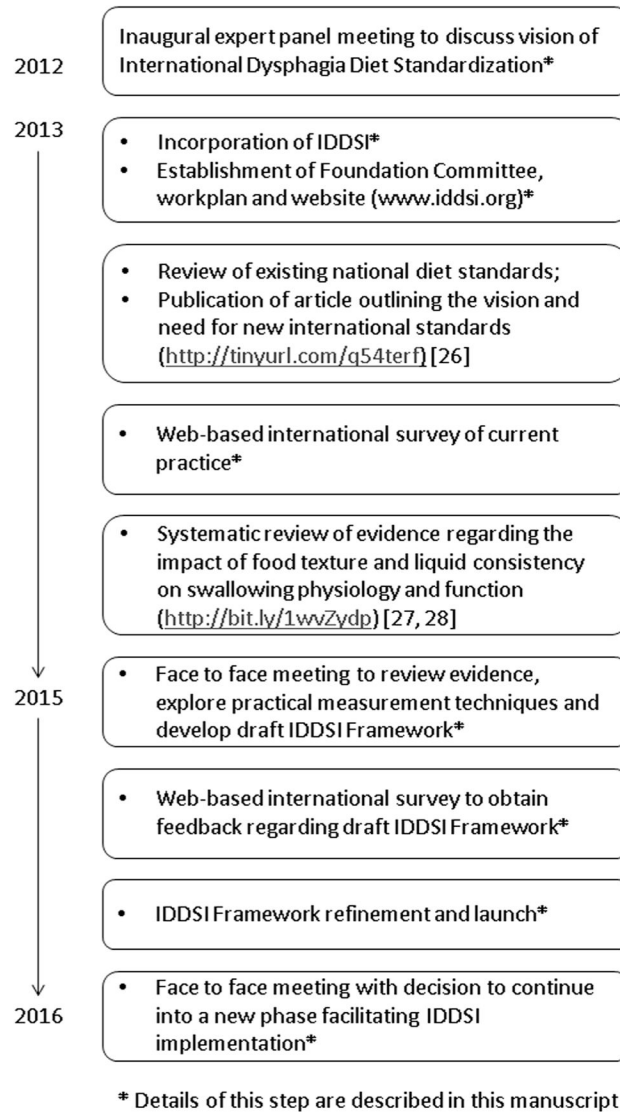 2012
Inaugural expert panel meeting to discuss vision of
International Dysphagia Diet Standardization*
2013
• Incorporation of IDDSI*
• Establishment of Foundation Committee,
workplan and website (www.iddsi.org)*
• Review of existing national diet standards;
• Publication of article outlining the vision and
need for new international standards
(http://tinyurl.com/q54terf) [26]
• Web-based international survey of current
practice*
• Systematic review of evidence regarding the
impact of food texture and liquid consistency
on swallowing physiology and function
(http://bit.ly/1wvZydp) [27, 28]
2015
• Face to face meeting to review evidence,
explore practical measurement techniques and
develop draft IDDSI Framework*
• Web-based international survey to obtain
feedback regarding draft IDDSI Framework*
• IDDSI Framework refinement and launch*
2016
• Face to face meeting with decision to continue
into a new phase facilitating IDDSI
implementation*
* Details of this step are described in this manuscript